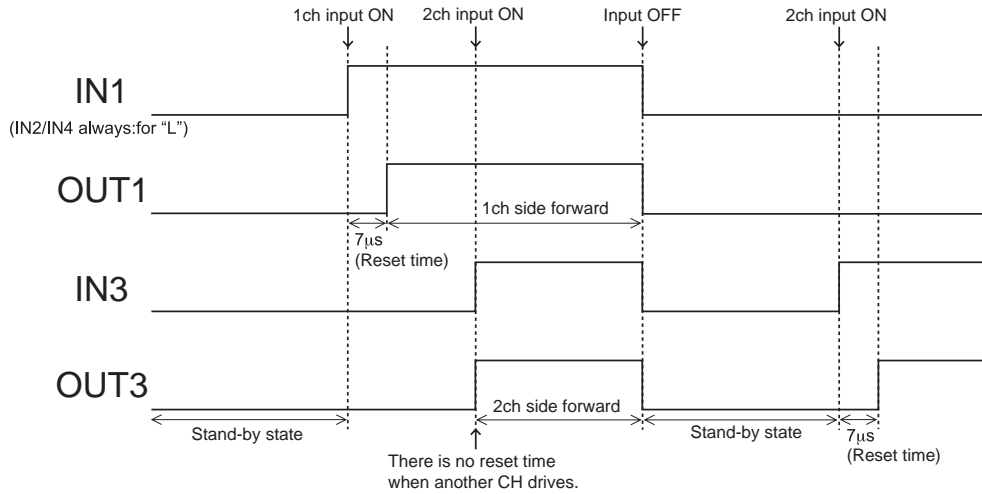 1ch input ON
2ch input ON
Input OFF
2ch input ON
IN1
(IN2/IN4 always:for “L”)
OUT1
1ch side forward
7µs
(Reset time)
IN3
OUT3
Stand-by state
2ch side forward
Stand-by state
7µs
(Reset time)
There is no reset time
when another CH drives.